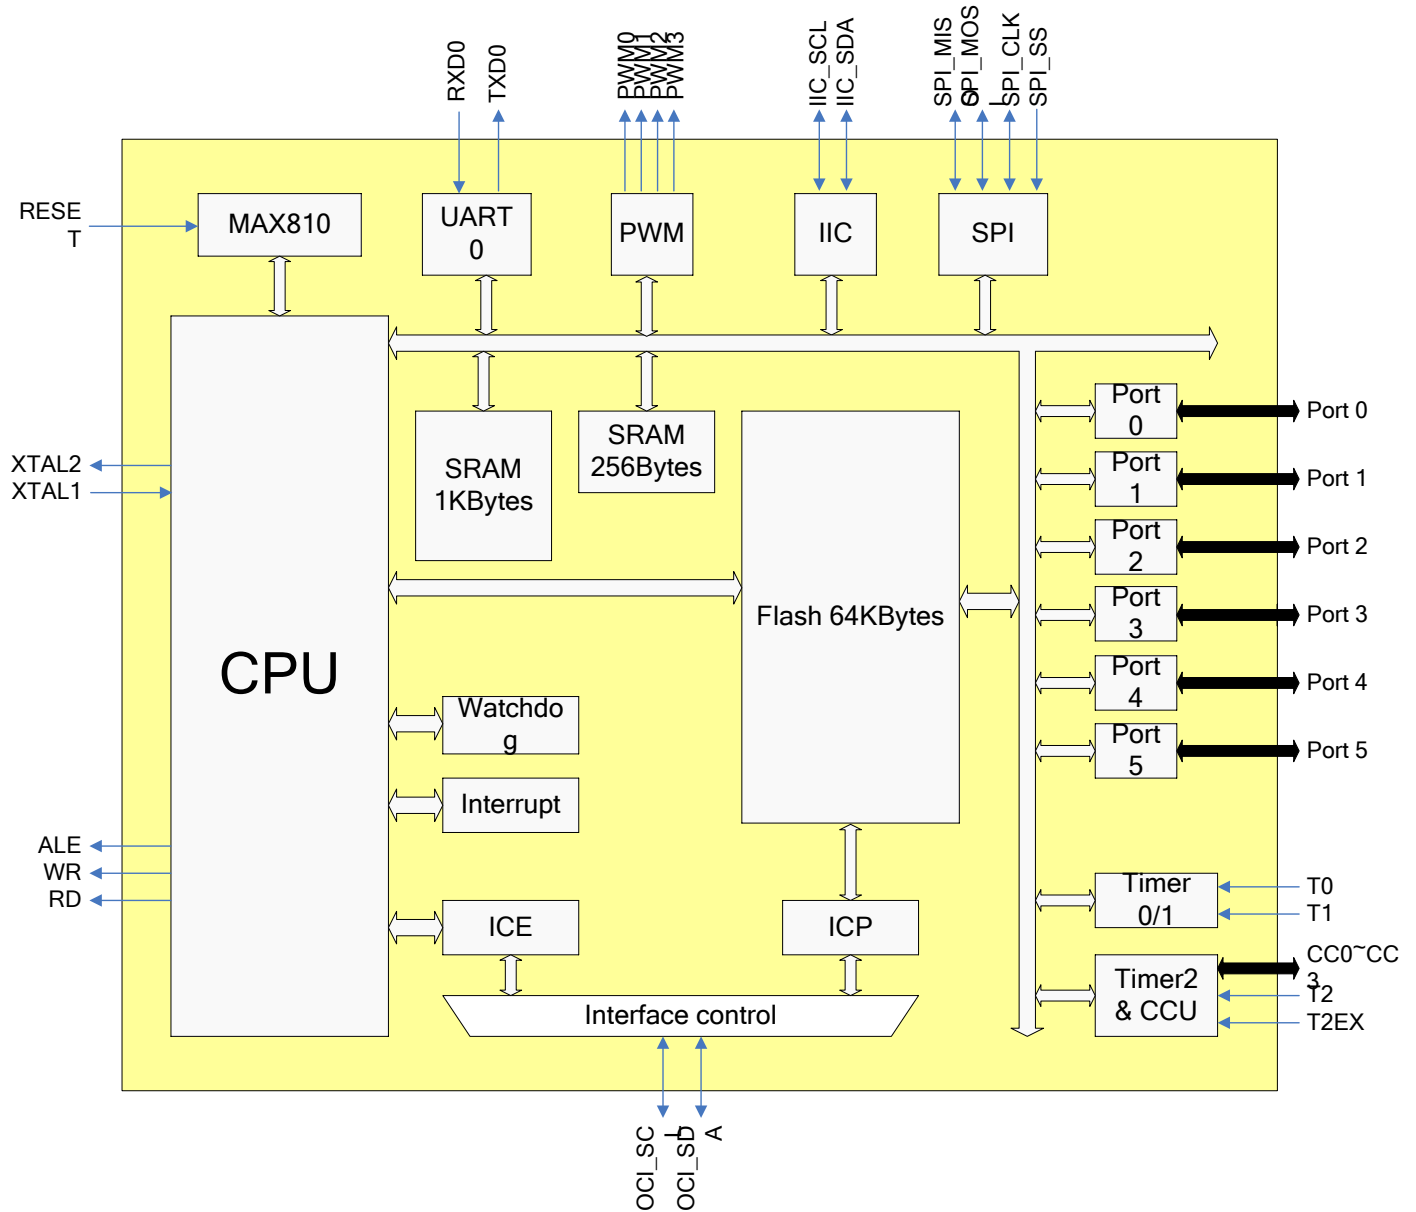 RXD0
TXD0
PWM0
PWM1
PWM2
PWM3
IIC_SCL
IIC_SDA
SPI_MIS
O
SPI_MOS
I
SPI_CLK
SPI_SS
RESE
T
MAX810
UART
0
PWM
IIC
SPI
CPU
SRAM
1KBytes
SRAM
256Bytes
Flash 64KBytes
Port
0
Port 0
Port
1
Port 1
Port
2
Port 2
Port
3
Port 3
Port
4
Port 4
Port
5
Port 5
XTAL2
XTAL1
Watchdo
g
Interrupt
ALE
WR
RD
ICE
ICP
Timer
0/1
T0
T1
Timer2
& CCU
CC0~CC
3
T2
T2EX
Interface control
OCI_SC
L
OCI_SD
A